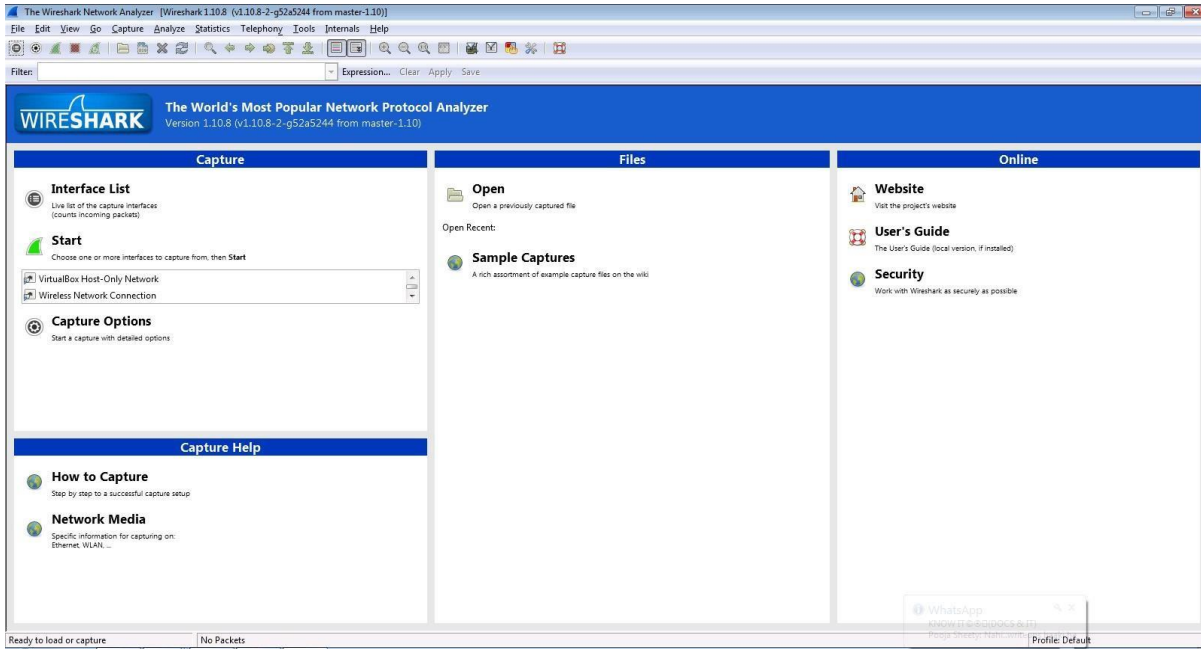 The Wireshark Network Analyzer [Wireshark 1.10.8 (v1.10.8-2-g52a5244 from master-1.10)]
File Edit View Go Capture Analyze Statistics Telephony Tools Internals Help
Filter: Expression... Clear Apply Save
WIRESHARK
The World's Most Popular Network Protocol Analyzer
Version 1.10.8 (v1.10.8-2-g52a5244 from master-1.10)
Capture
Interface List
Live list of the capture interfaces
(counts incoming packets)
Start
Choose one or more interfaces to capture from, then Start
VirtualBox Host-Only Network
Wireless Network Connection
Capture Options
Start a capture with detailed options
Capture Help
How to Capture
Step by step to a successful capture setup
Network Media
Specific information for capturing on:
Ethernet, WLAN, ...
Files
Open
Open a previously captured file
Open Recent:
Sample Captures
A rich assortment of example capture files on the wiki
Online
Website
Visit the project's website
User's Guide
The User's Guide (local version, if installed)
Security
Work with Wireshark as securely as possible
WhatsApp
Pooja Shetty:
Ready to load or capture No Packets Profile: Default